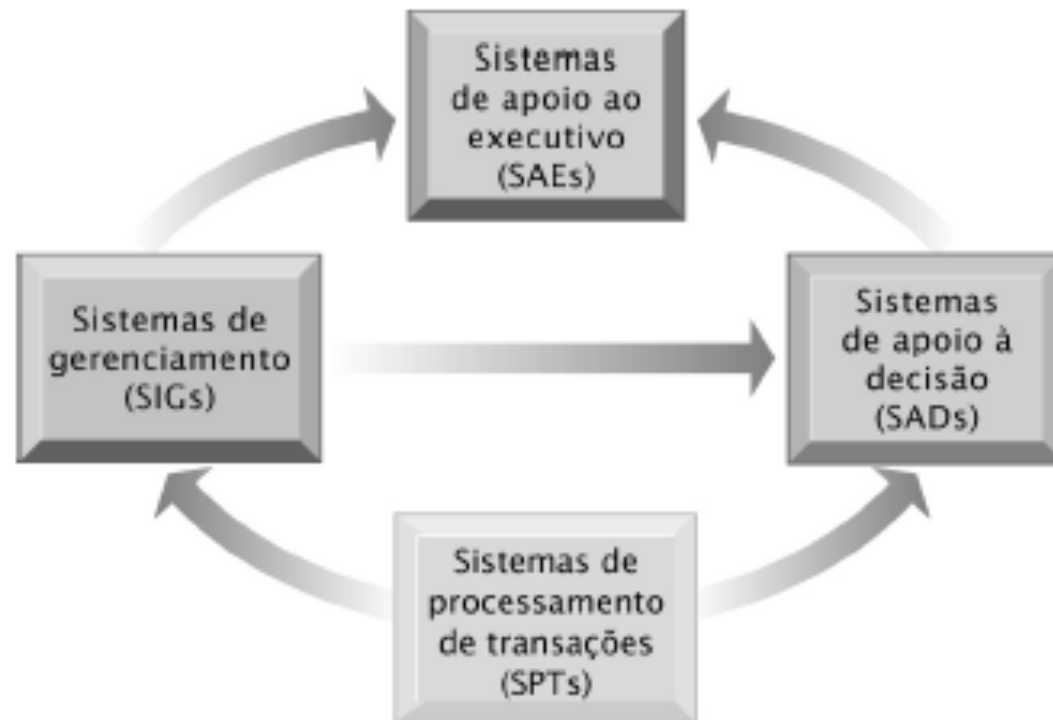 Sistemas
de apoio ao
executivo
(SAEs)
Sistemas de
gerenciamento
(SIGs)
Sistemas
de apoio à
decisão
(SADs)
Sistemas de
processamento
de transações
(SPTs)